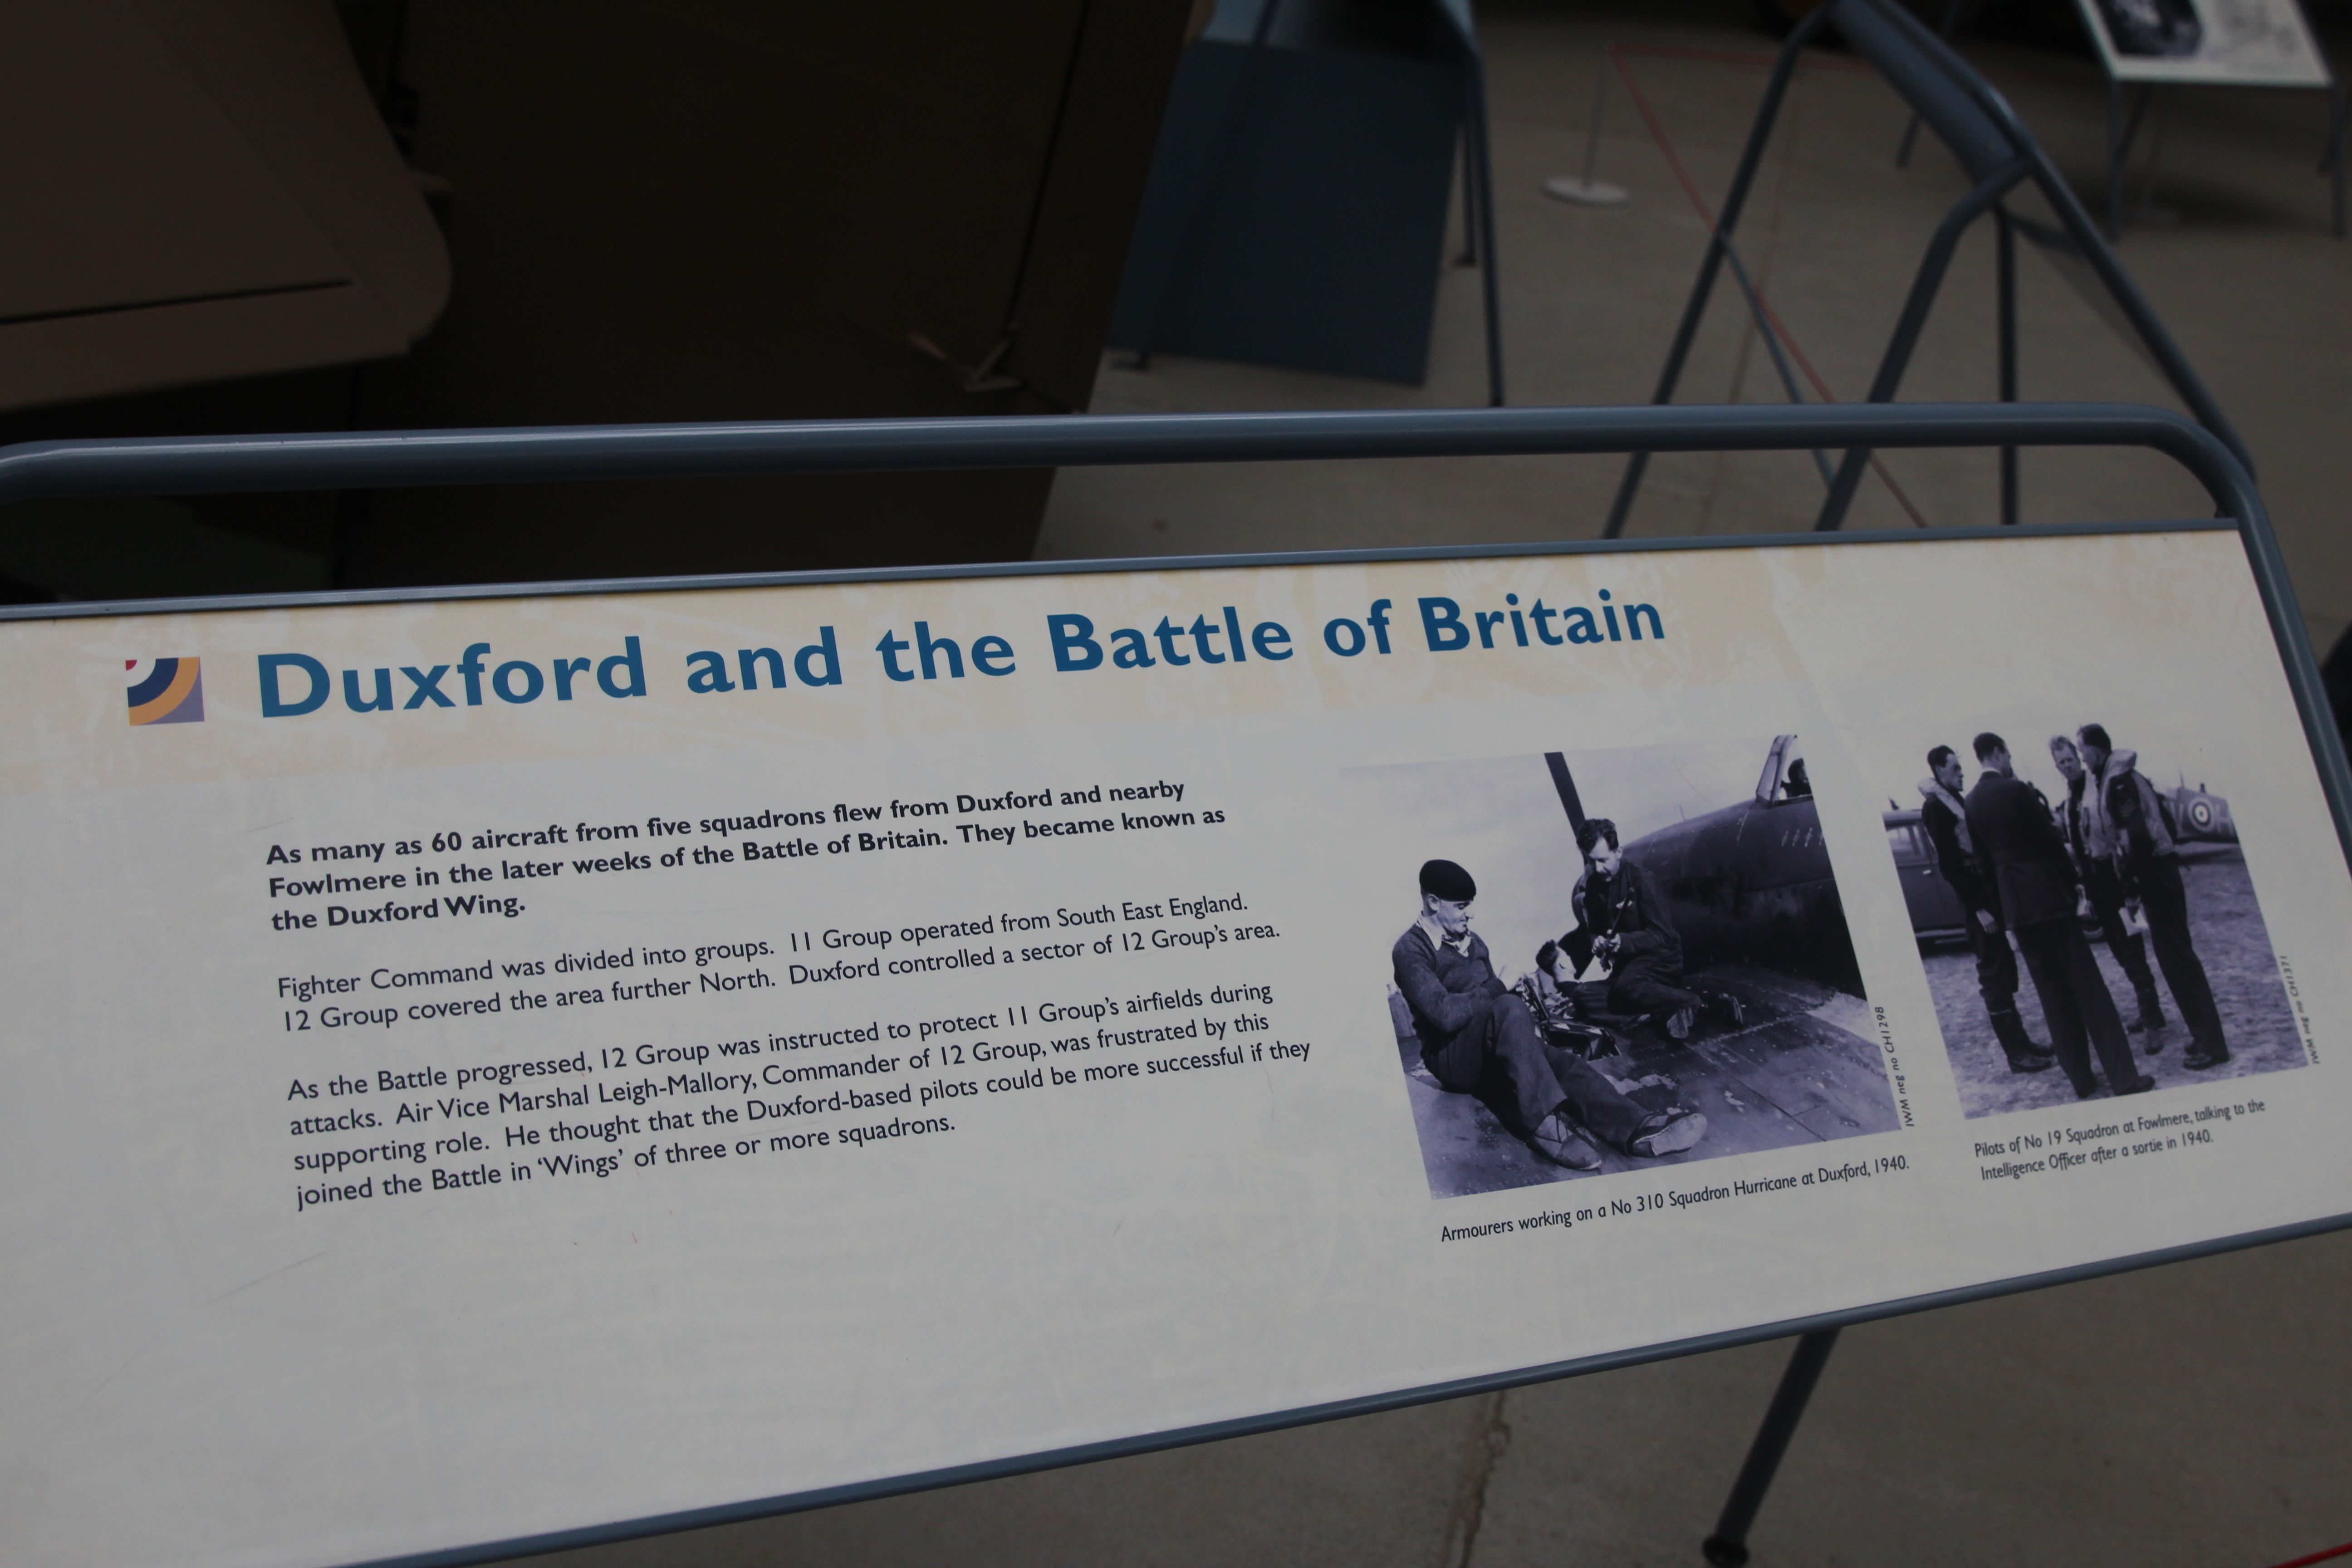 Duxford and the Battle of Britain
As many as 60 aircraft from five squadrons flew from Duxford and nearby
Fowlmere in the later weeks of the Battle of Britain. They became known as
the Duxford Wing.
Fighter Command was divided into groups. 11 Group operated from South East England.
12 Group covered the area further North. Duxford controlled a sector of 12 Group's area.
As the Battle progressed, 12 Group was instructed to protect 11 Group's airfields during
attacks. Air Vice Marshal Leigh-Mallory, Commander of 12 Group, was frustrated by this
supporting role. He thought that the Duxford-based pilots could be more successful if they
joined the Battle in 'Wings' of three or more squadrons.
IWM neg no CH1298
Armourers working on a No 310 Squadron Hurricane at Duxford, 1940.
IWM neg no CH1371
Pilots of No 19 Squadron at Fowlmere, talking to the
Intelligence Officer after a sortie in 1940.